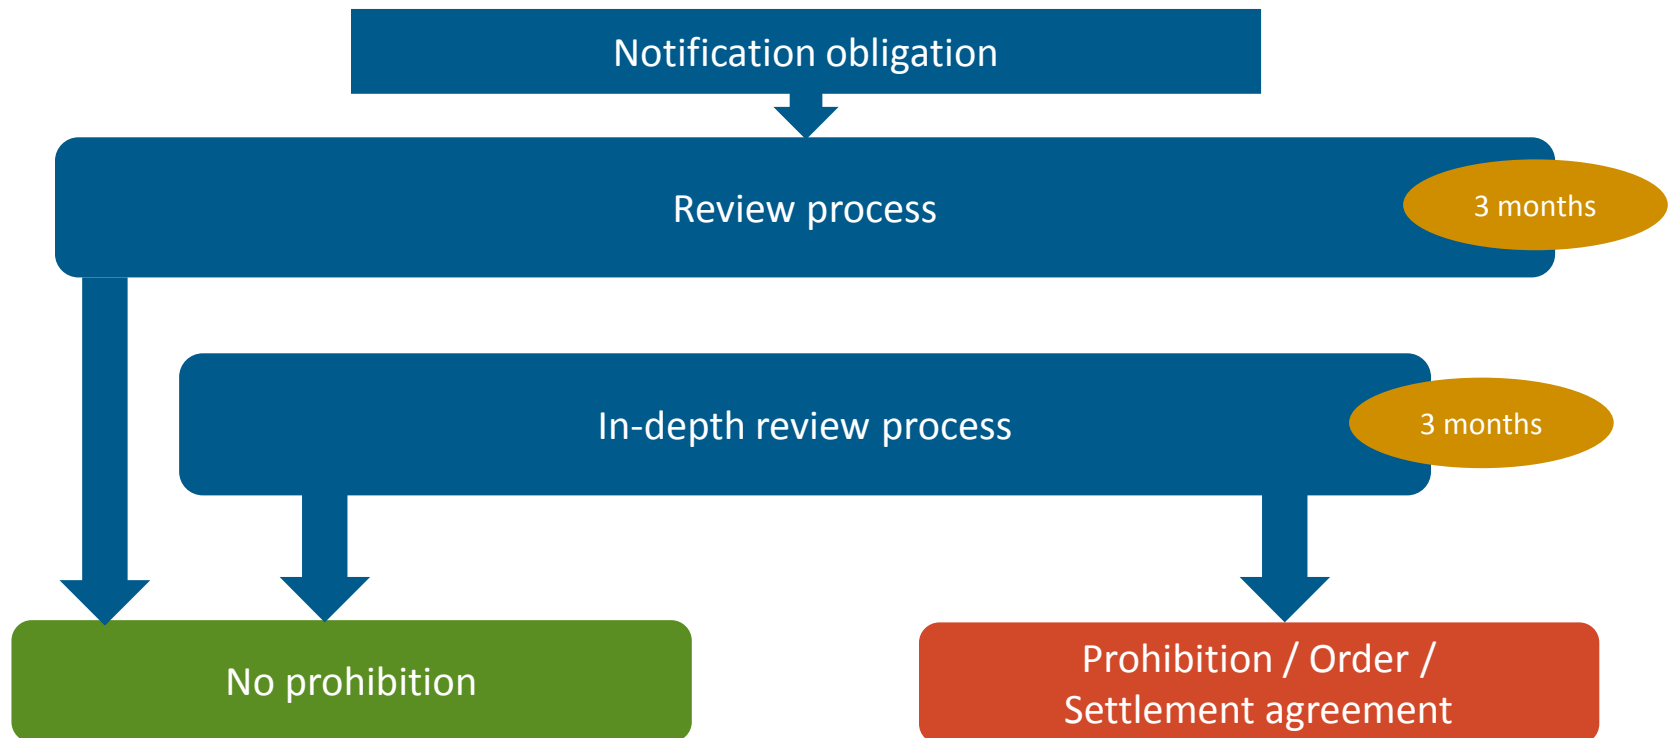 Notification obligation
Review process
3 months
In-depth review process
3 months
No prohibition
Prohibition / Order /
Settlement agreement